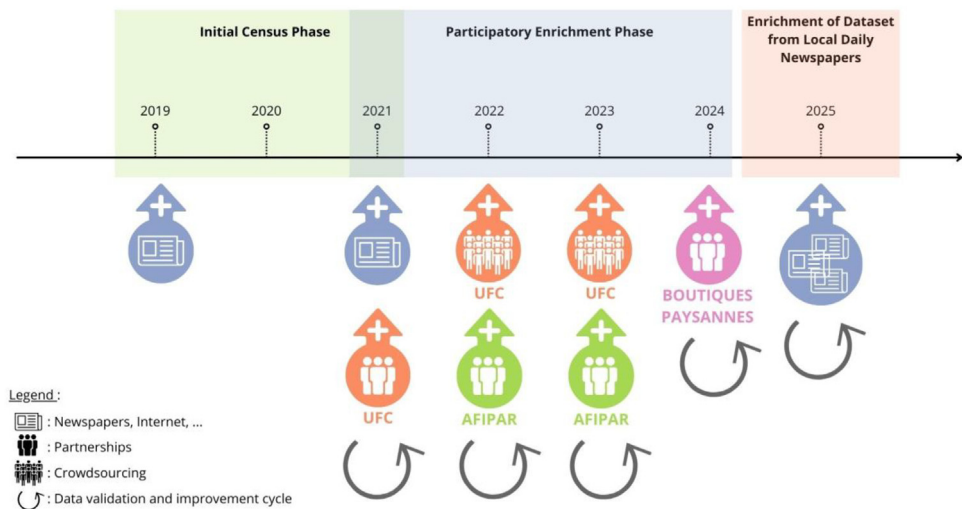 Initial Census Phase
Participatory Enrichment Phase
Enrichment of Dataset
from Local Daily
Newspapers
2019
2020
2021
2022
2023
2024
2025
UFC
UFC
BOUTIQUES
PAYSANNES
UFC
AFIPAR
AFIPAR
Legend :
: Newspapers, Internet, ...
: Partnerships
: Crowdsourcing
: Data validation and improvement cycle